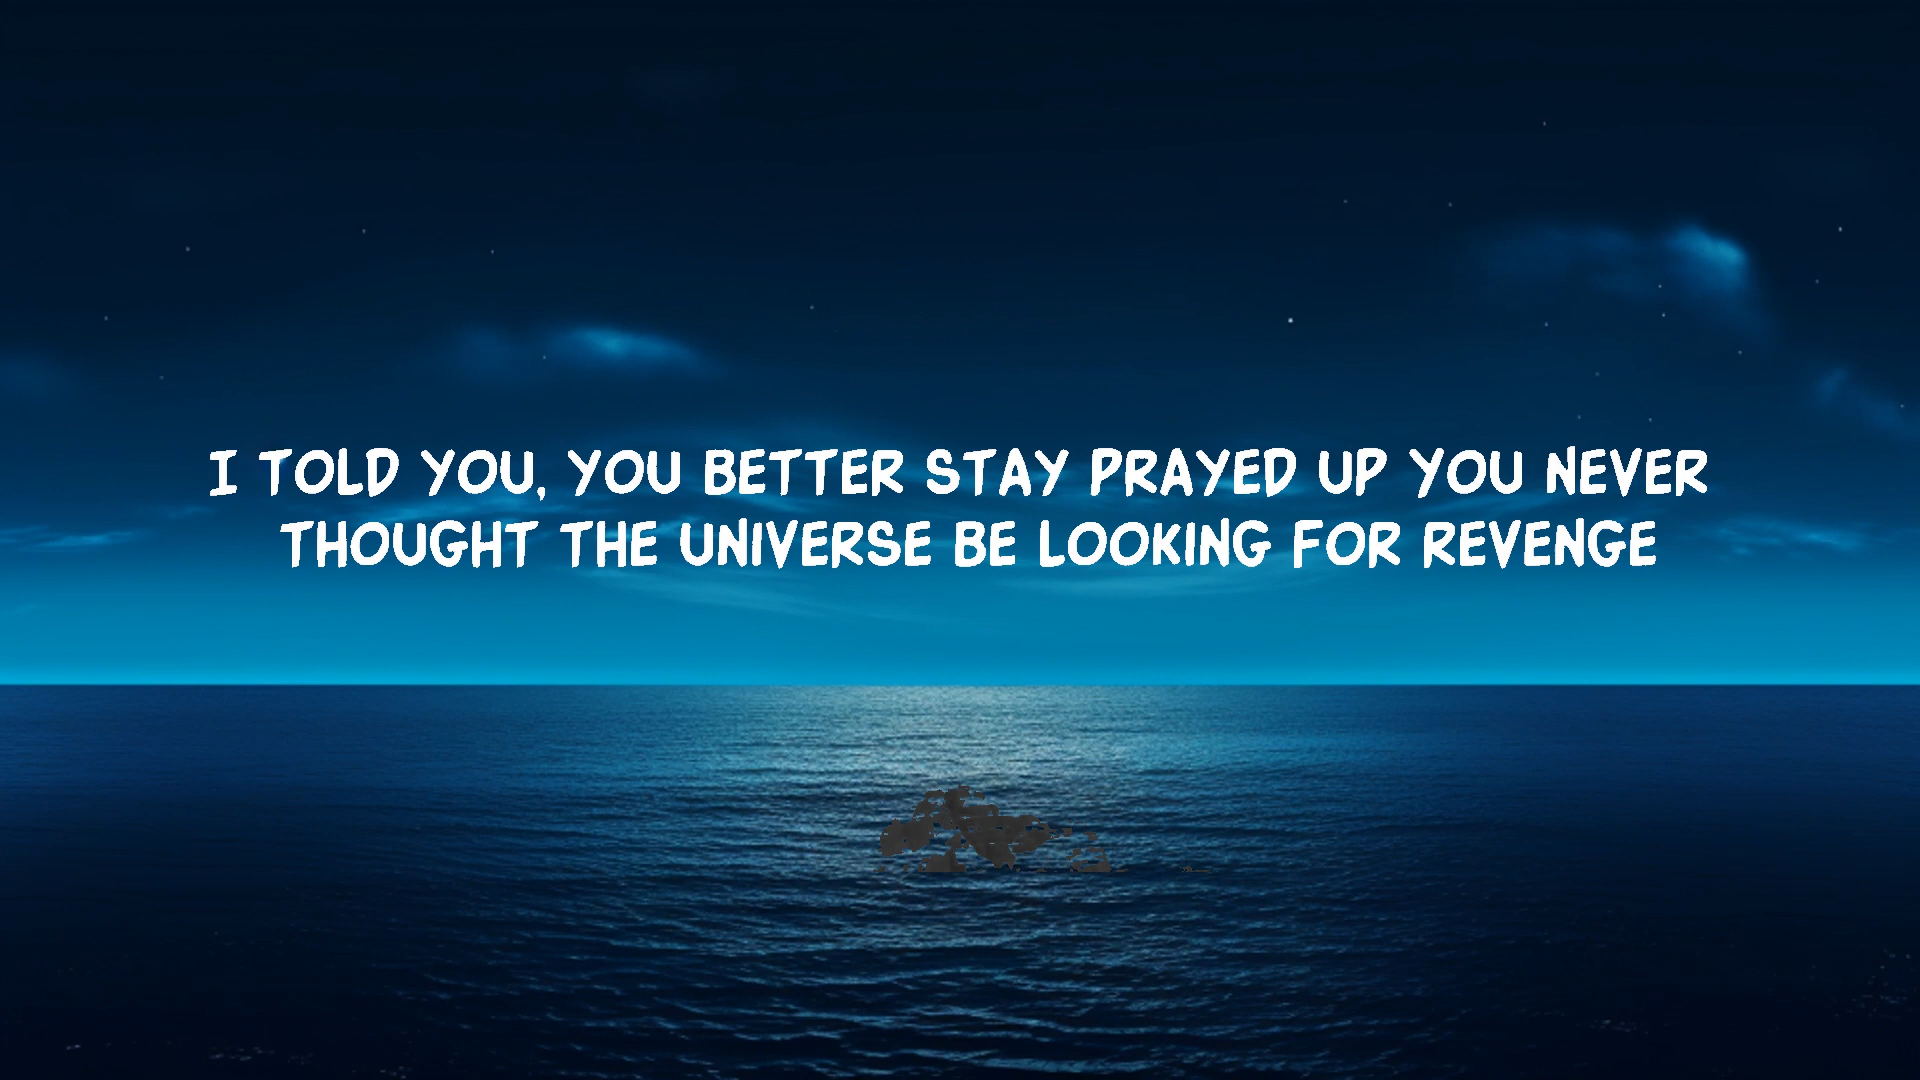 I TOLD YOU, YOU BETTER STAY PRAYED UP YOU NEVER
THOUGHT THE UNIVERSE BE LOOKING FOR REVENGE